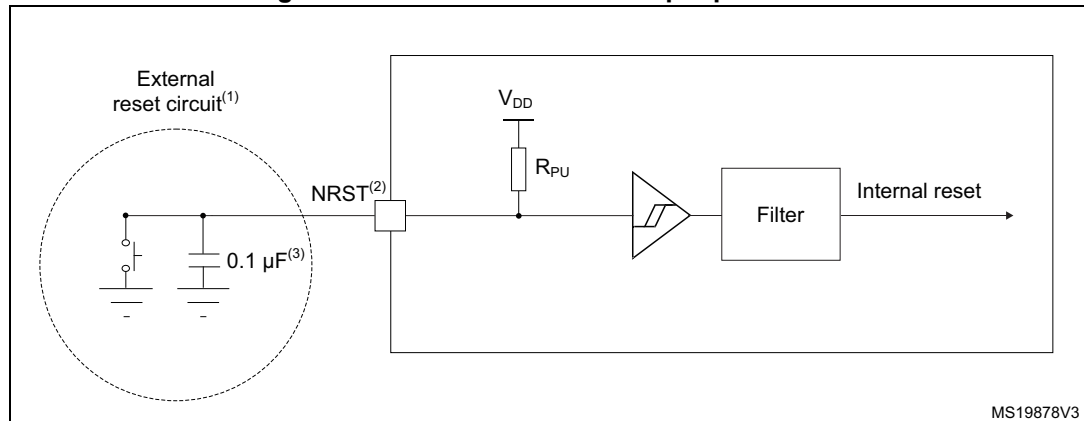 External
reset circuit(1)
VDD
RPU
NRST(2)
Internal reset
Filter
0.1 µF(3)
MS19878V3